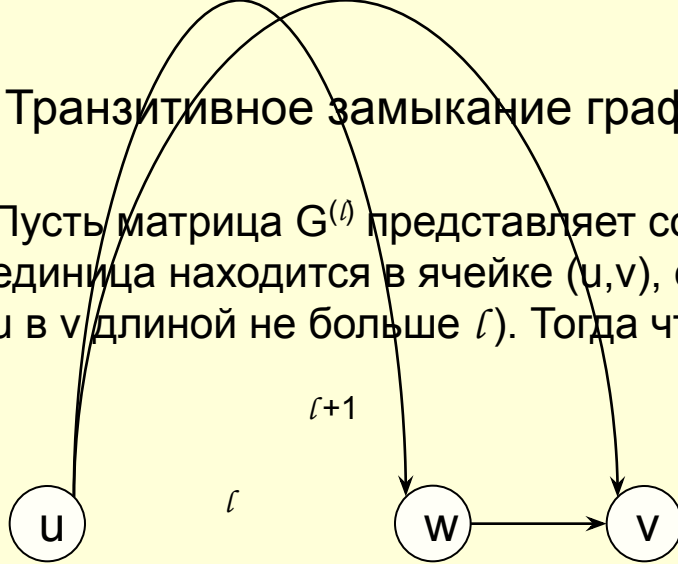 Транзитивное замыкание граф
Пусть матрица G⁽ˡ⁾ представляет со
единица находится в ячейке (u,v),
u в v длиной не больше l). Тогда чт
l+1
l
u w v